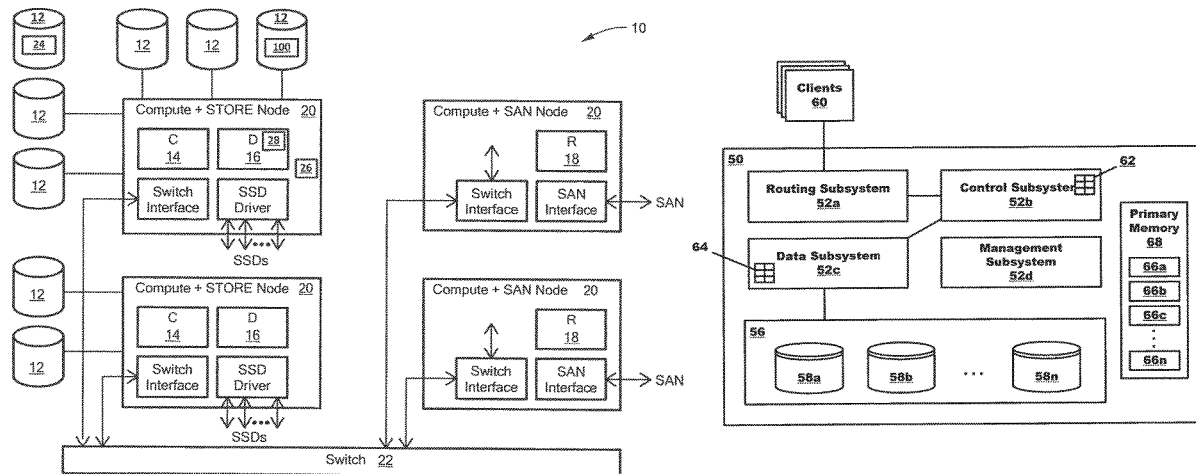 12
24
12
12
12
100
10
12
12
Compute + STORE Node 20
C
14
D
16
28
26
Switch
Interface
SSD
Driver
SSDs
Compute + SAN Node 20
R
18
Switch
Interface
SAN
Interface
SAN
12
12
Compute + STORE Node 20
C
14
D
16
Switch
Interface
SSD
Driver
SSDs
Compute + SAN Node 20
R
18
Switch
Interface
SAN
Interface
SAN
Switch 22
Clients
60
50
Routing Subsystem
52a
Control Subsystem
52b
62
64
Data Subsystem
52c
Management
Subsystem
52d
Primary
Memory
68
66a
66b
66c
66n
56
58a
58b
...
58n